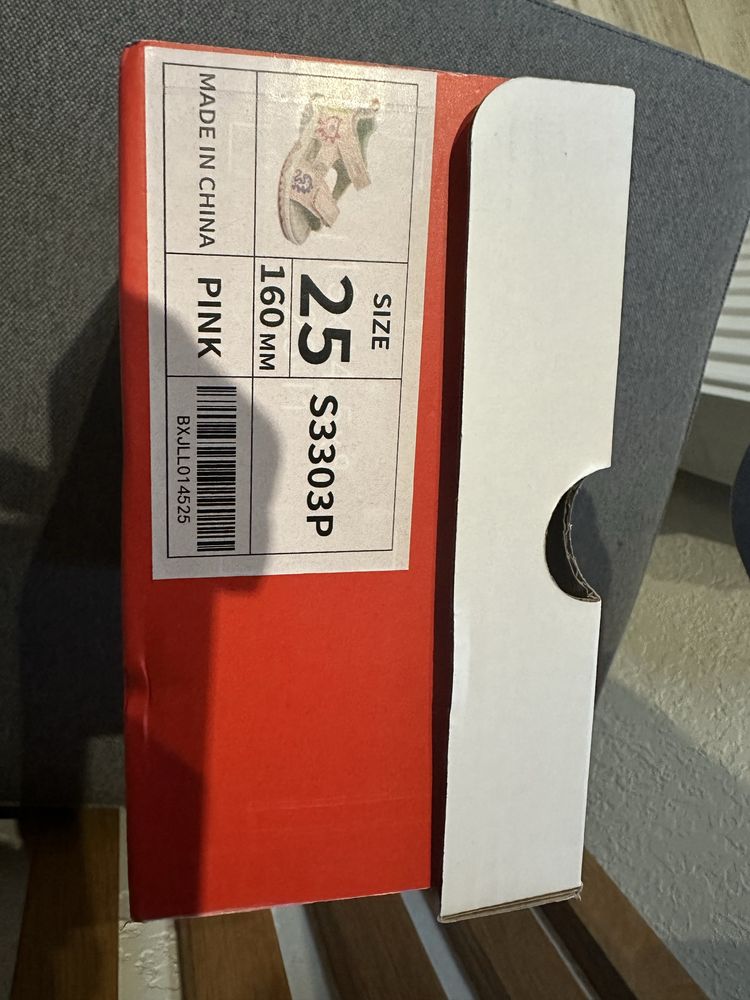 SIZE
25
160 MM
S3303P
MADE IN CHINA
PINK
BXJLL014525